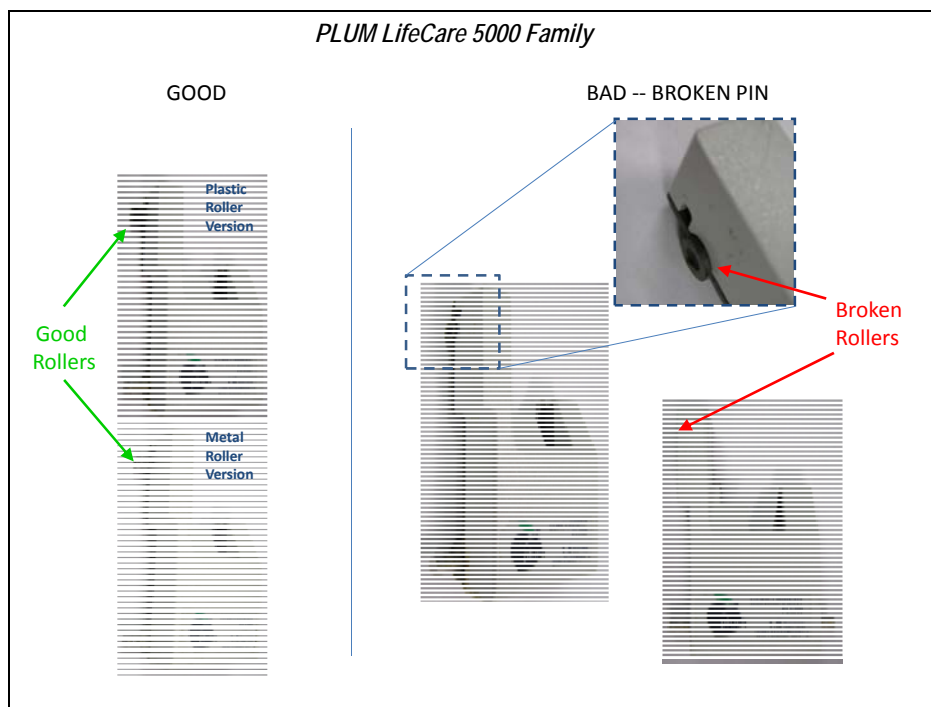 PLUM LifeCare 5000 Family
GOOD
BAD -- BROKEN PIN
Plastic
Roller
Version
Good
Rollers
Metal
Roller
Version
Broken
Rollers